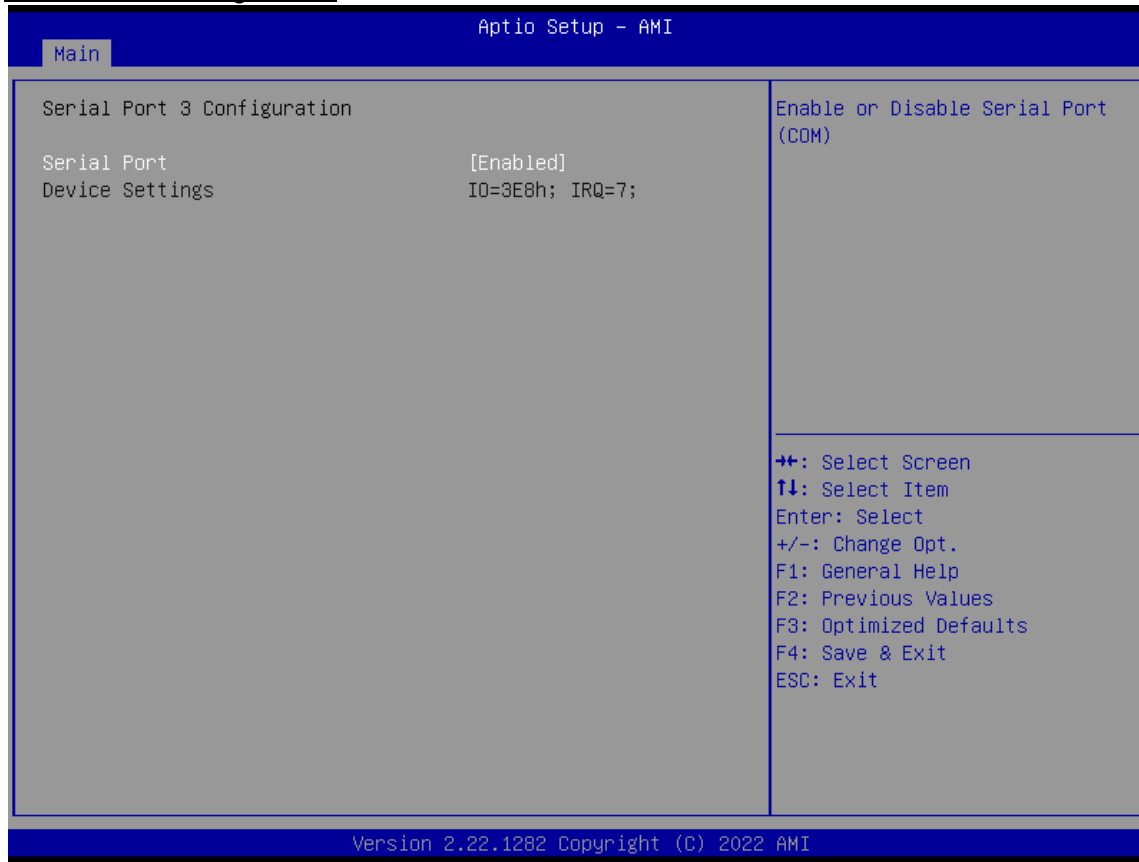 Aptio Setup - AMI
Main
Serial Port 3 Configuration
Serial Port [Enabled]
Device Settings IO=3E8h; IRQ=7;
Enable or Disable Serial Port
(COM)
→←: Select Screen
↑↓: Select Item
Enter: Select
+/-: Change Opt.
F1: General Help
F2: Previous Values
F3: Optimized Defaults
F4: Save & Exit
ESC: Exit
Version 2.22.1282 Copyright (C) 2022 AMI